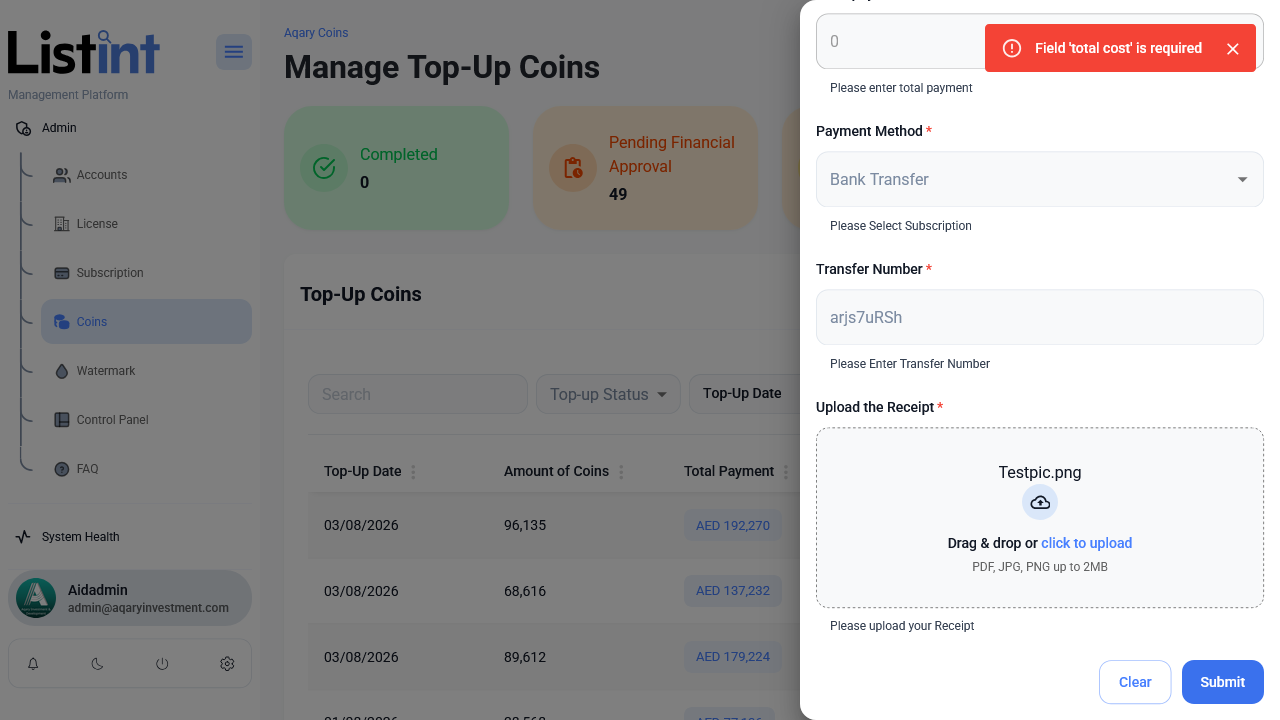 Listint
Management Platform
Admin
Accounts
License
Subscription
Coins
Watermark
Control Panel
FAQ
System Health
Aidadmin
admin@aqaryinvestment.com
Aqary Coins
Manage Top-Up Coins
Completed
0
Pending Financial
Approval
49
Top-Up Coins
Search
Top-up Status
Top-Up Date
Top-Up Date
Amount of Coins
Total Payment
03/08/2026
96,135
AED 192,270
03/08/2026
68,616
AED 137,232
03/08/2026
89,612
AED 179,224
0
Field 'total cost' is required
Please enter total payment
Payment Method *
Bank Transfer
Please Select Subscription
Transfer Number *
arjs7uRSh
Please Enter Transfer Number
Upload the Receipt *
Testpic.png
Drag & drop or click to upload
PDF, JPG, PNG up to 2MB
Please upload your Receipt
Clear
Submit